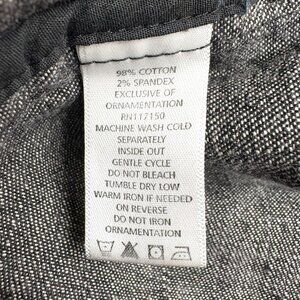 98% COTTON
2% SPANDEX
EXCLUSIVE OF
ORNAMENTATION
RN117150
MACHINE WASH COLD
SEPARATELY
INSIDE OUT
GENTLE CYCLE
DO NOT BLEACH
TUMBLE DRY LOW
WARM IRON IF NEEDED
ON REVERSE
DO NOT IRON
ORNAMENTATION